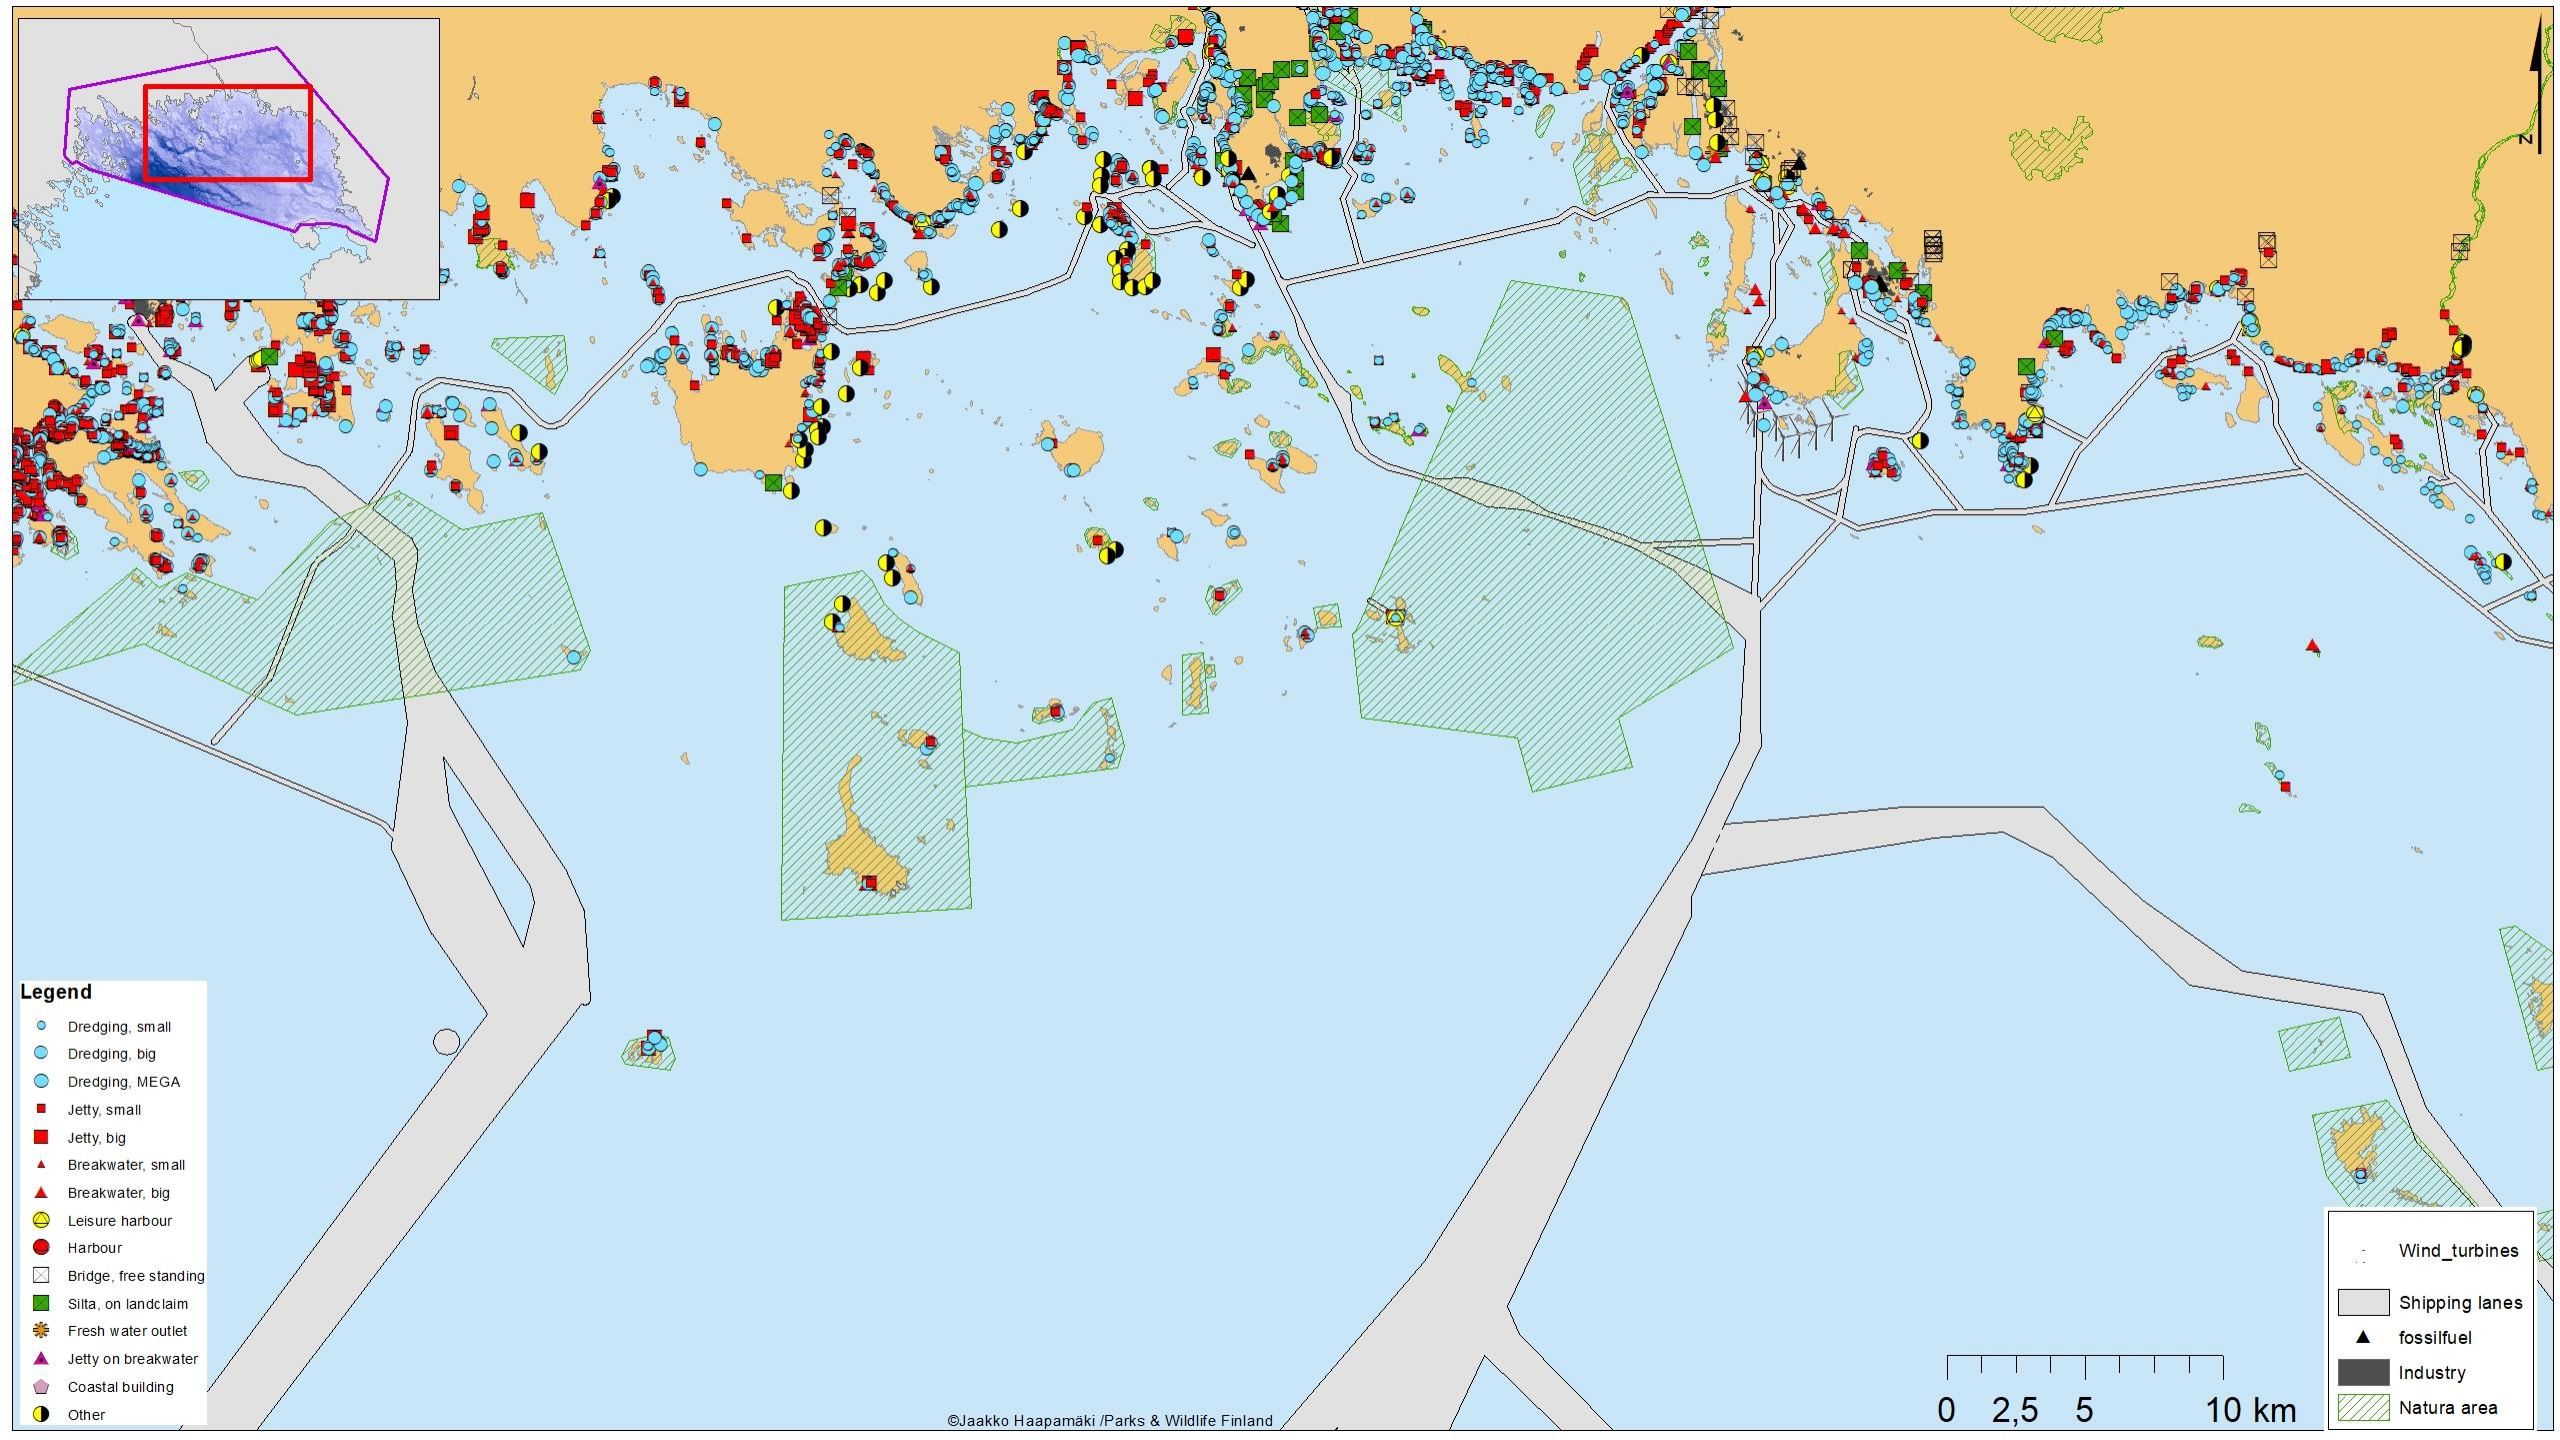 N
Legend
Dredging, small
Dredging, big
Dredging, MEGA
Jetty, small
Jetty, big
Breakwater, small
Breakwater, big
Leisure harbour
Harbour
Bridge, free standing
Silta, on landclaim
Fresh water outlet
Jetty on breakwater
Coastal building
Other
©Jaakko Haapamäki /Parks & Wildlife Finland
0 2,5 5 10 km
Wind_turbines
Shipping lanes
fossilfuel
Industry
Natura area